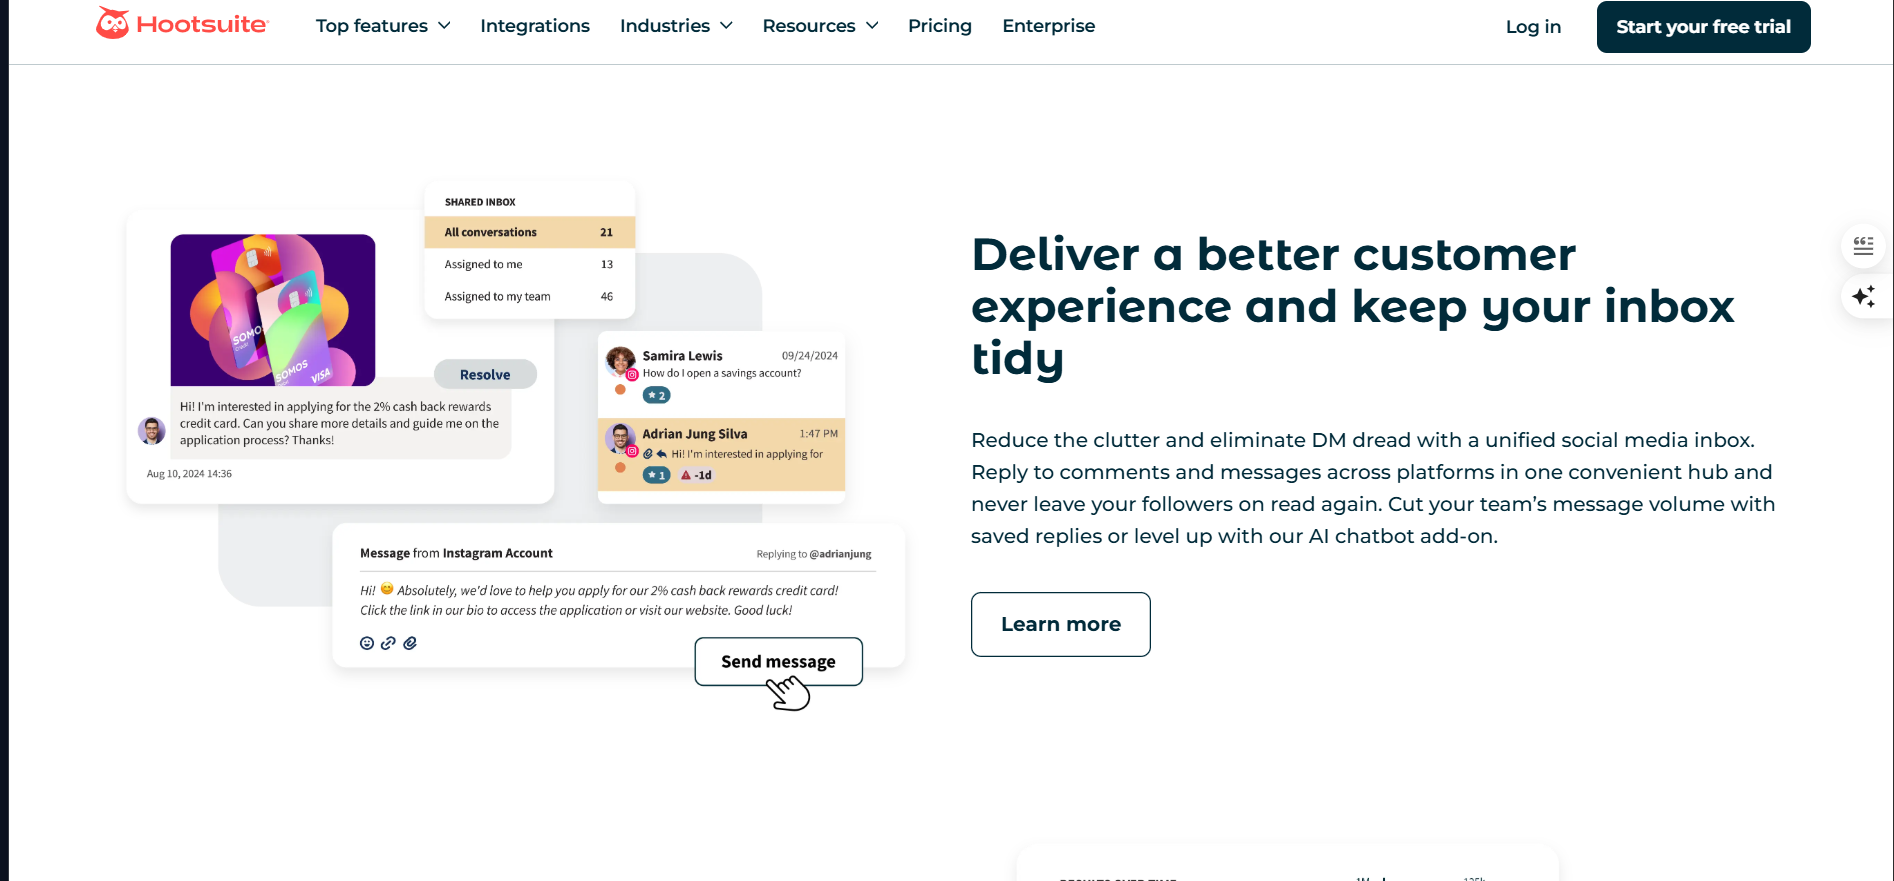 Hootsuite
Top features
Integrations
Industries
Resources
Pricing
Enterprise
Log in
Start your free trial
SHARED INBOX
All conversations 21
Assigned to me 13
Assigned to my team 46
SOMOS
SOMOS
VISA
Resolve
Hi! I'm interested in applying for the 2% cash back rewards
credit card. Can you share more details and guide me on the
application process? Thanks!
Aug 10, 2024 14:36
Samira Lewis 09/24/2024
How do I open a savings account?
2
Adrian Jung Silva 1:47 PM
Hi! I'm interested in applying for
1 -1d
Message from Instagram Account Replying to @adrianjung
Hi! 😊 Absolutely, we'd love to help you apply for our 2% cash back rewards credit card!
Click the link in our bio to access the application or visit our website. Good luck!
Send message
Deliver a better customer
experience and keep your inbox
tidy
Reduce the clutter and eliminate DM dread with a unified social media inbox.
Reply to comments and messages across platforms in one convenient hub and
never leave your followers on read again. Cut your team’s message volume with
saved replies or level up with our AI chatbot add-on.
Learn more